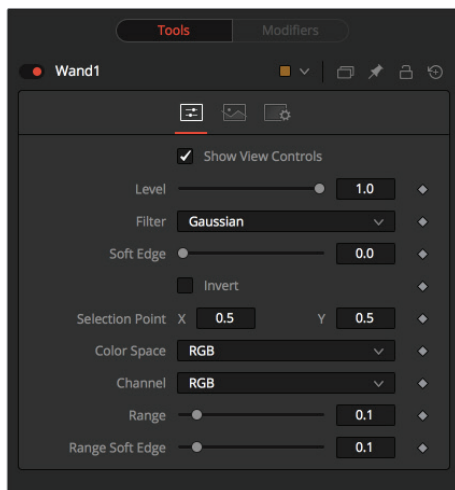 Tools Modifiers
Wand1
Show View Controls
Level 1.0
Filter Gaussian
Soft Edge 0.0
Invert
Selection Point X 0.5 Y 0.5
Color Space RGB
Channel RGB
Range 0.1
Range Soft Edge 0.1